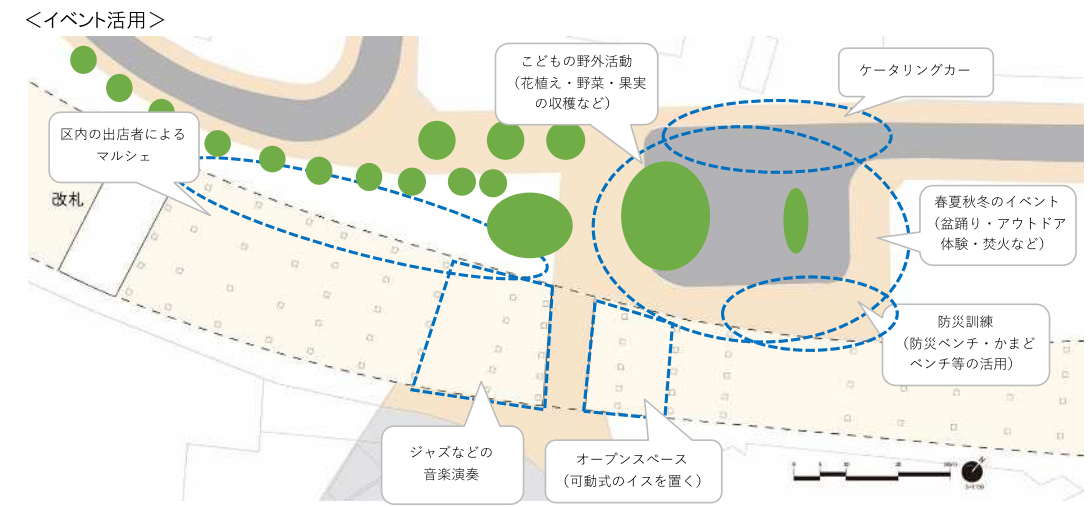 ＜イベント活用＞
こどもの野外活動
（花植え・野菜・果実
の収穫など）
ケータリングカー
区内の出店者による
マルシェ
改札
春夏秋冬のイベント
（盆踊り・アウトドア
体験・焚火など）
防災訓練
（防災ベンチ・かまど
ベンチ等の活用）
ジャズなどの
音楽演奏
オープンスペース
（可動式のイスを置く）
N